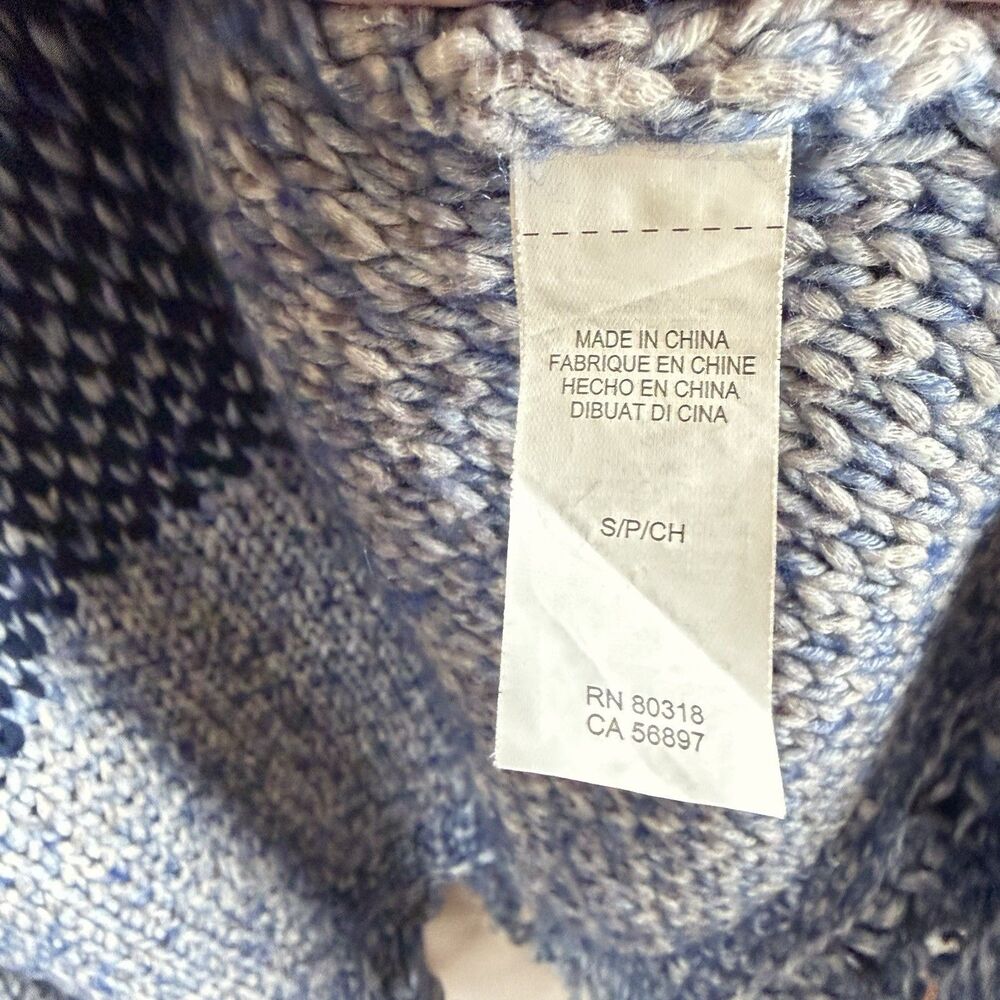 MADE IN CHINA
FABRIQUE EN CHINE
HECHO EN CHINA
DIBUAT DI CINA
S/P/CH
RN 80318
CA 56897